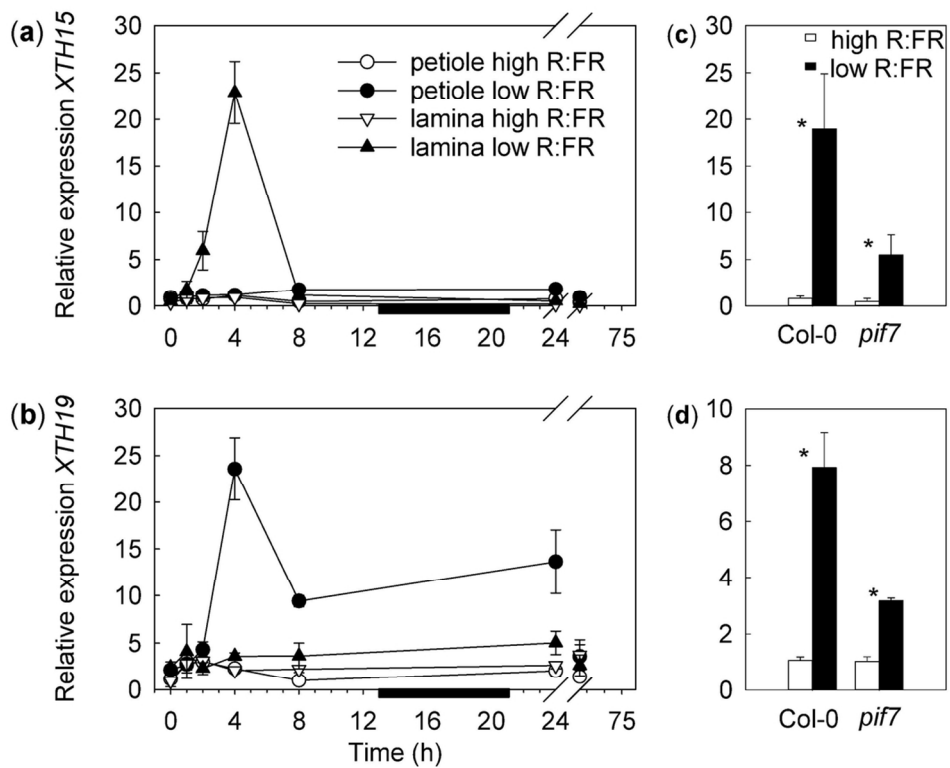 (a)
Relative expression XTH15
30
25
20
15
10
5
0
petiole high R:FR
petiole low R:FR
lamina high R:FR
lamina low R:FR
0 4 8 12 16 20 24 75
(c)
30
25
20
15
10
5
0
high R:FR
low R:FR
*
*
Col-0 pif7
(b)
Relative expression XTH19
30
25
20
15
10
5
0
0 4 8 12 16 20 24 75
Time (h)
(d)
10
8
6
4
2
0
*
*
Col-0 pif7